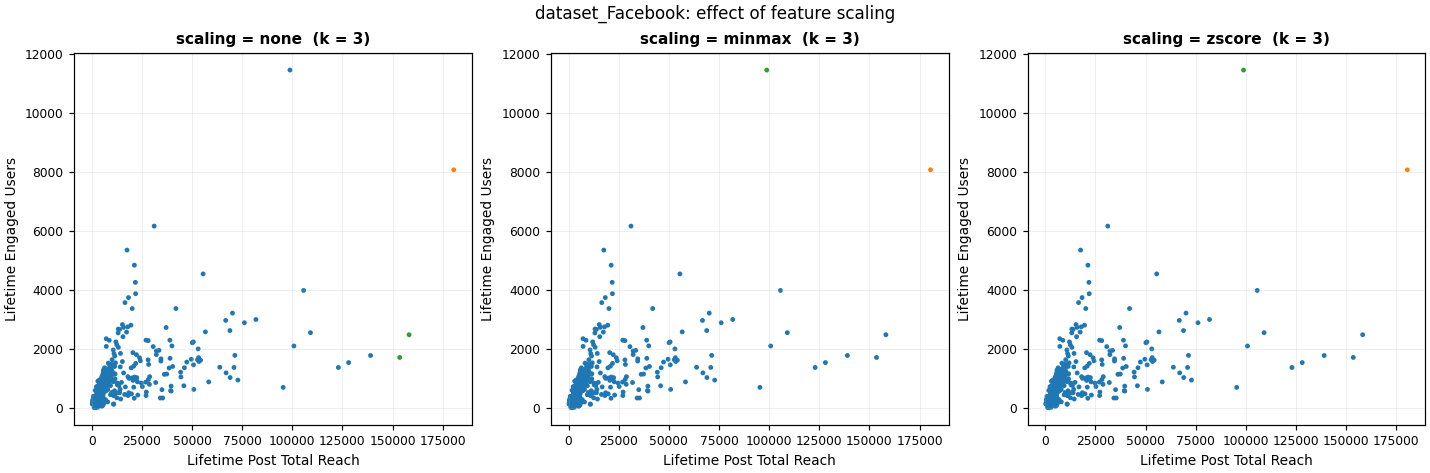 dataset_Facebook: effect of feature scaling
scaling = none  (k = 3)
12000
10000
8000
6000
4000
2000
0
Lifetime Engaged Users
0 25000 50000 75000 100000 125000 150000 175000
Lifetime Post Total Reach
scaling = minmax  (k = 3)
12000
10000
8000
6000
4000
2000
0
Lifetime Engaged Users
0 25000 50000 75000 100000 125000 150000 175000
Lifetime Post Total Reach
scaling = zscore  (k = 3)
12000
10000
8000
6000
4000
2000
0
Lifetime Engaged Users
0 25000 50000 75000 100000 125000 150000 175000
Lifetime Post Total Reach